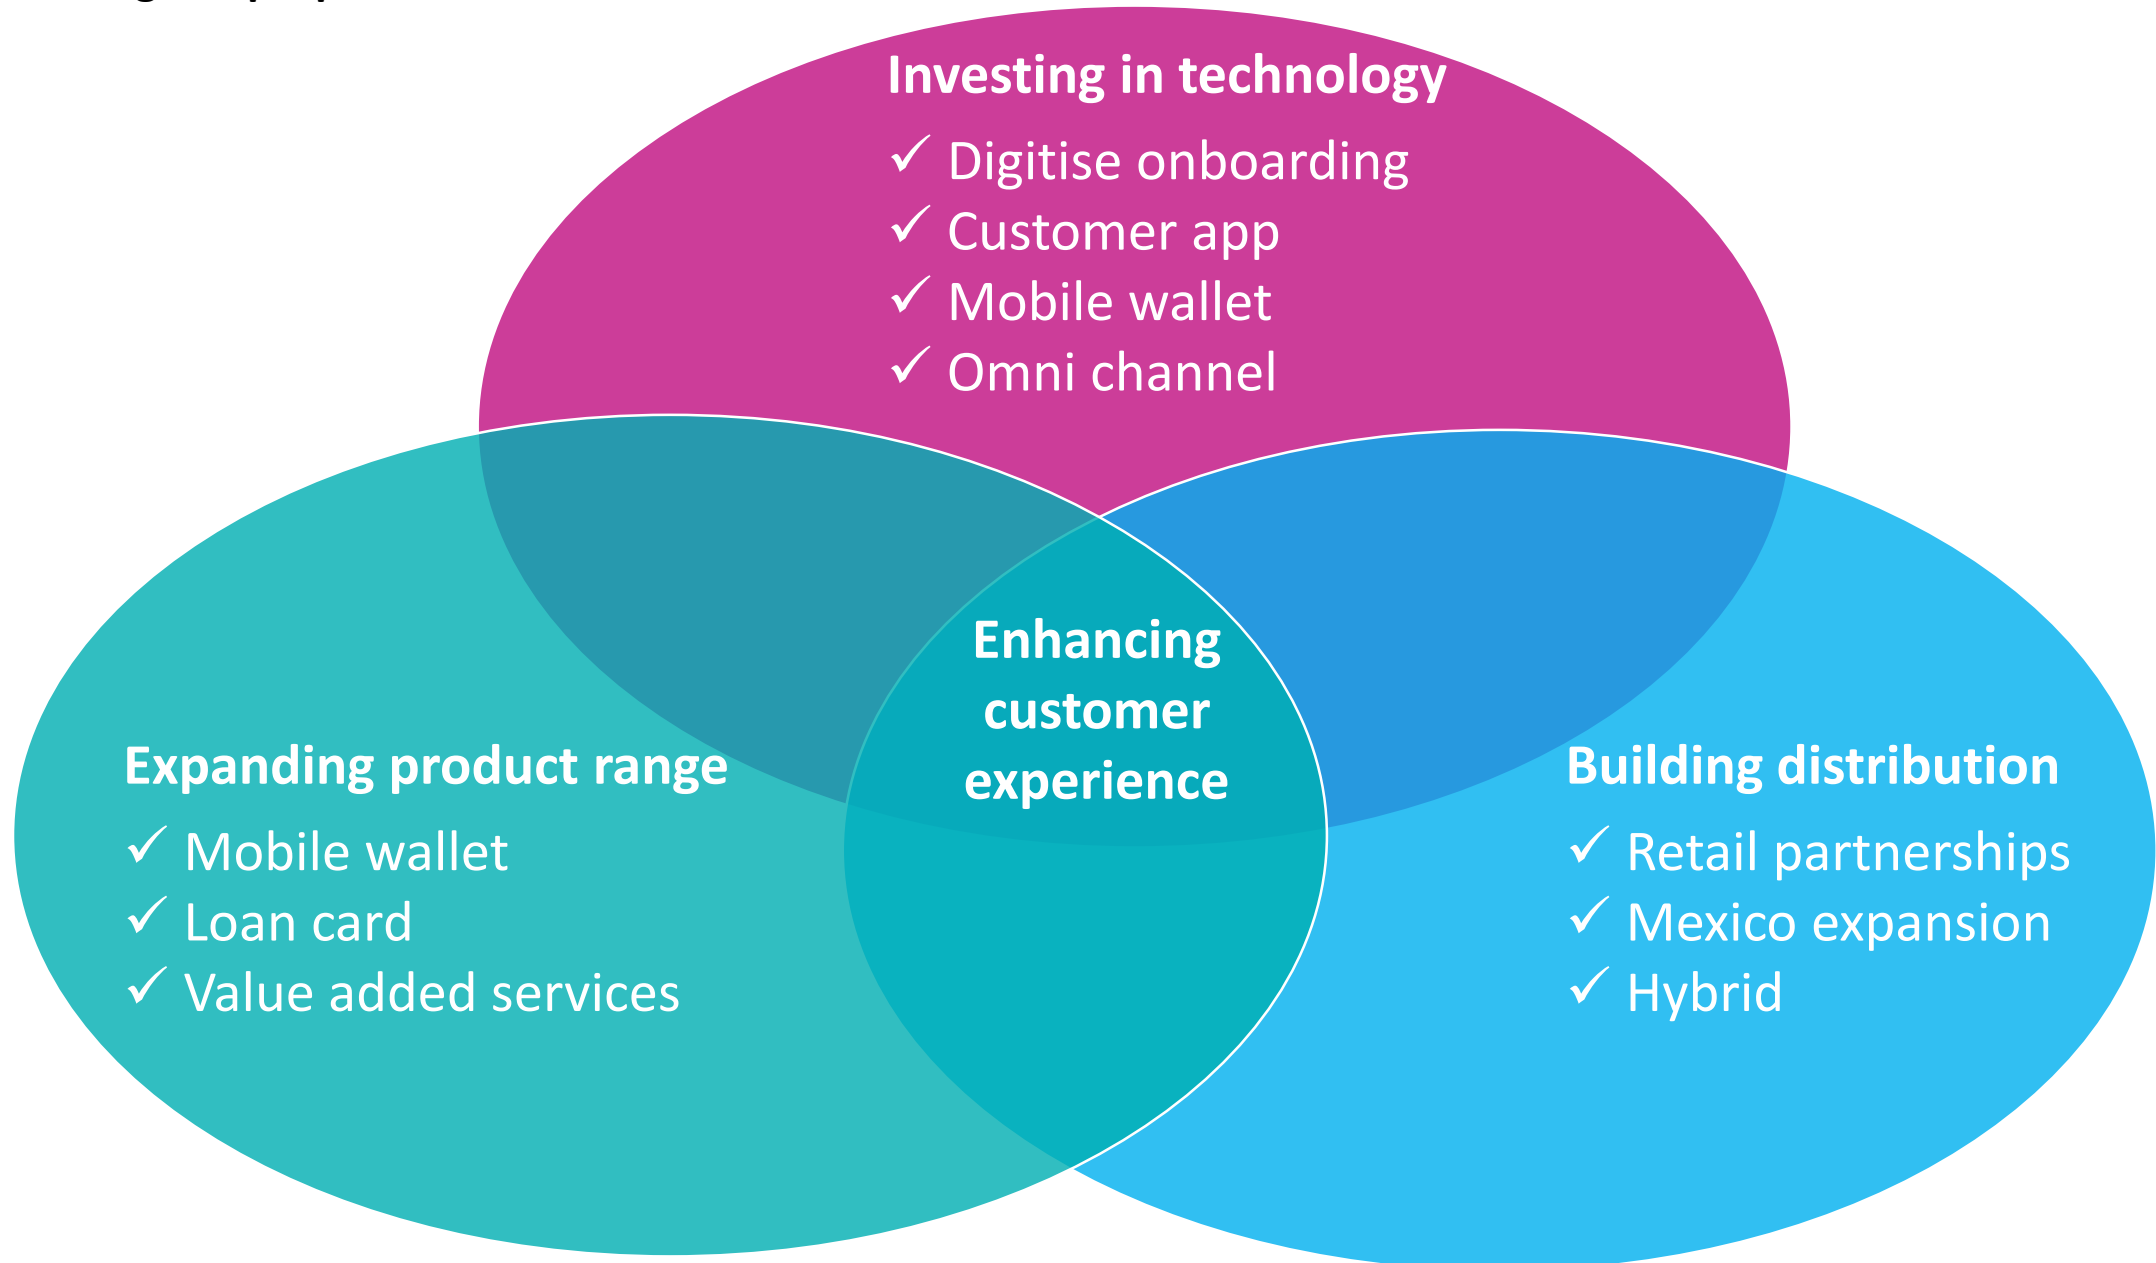 Investing in technology
✓ Digitise onboarding
✓ Customer app
✓ Mobile wallet
✓ Omni channel
Enhancing
customer
experience
Expanding product range
✓ Mobile wallet
✓ Loan card
✓ Value added services
Building distribution
✓ Retail partnerships
✓ Mexico expansion
✓ Hybrid